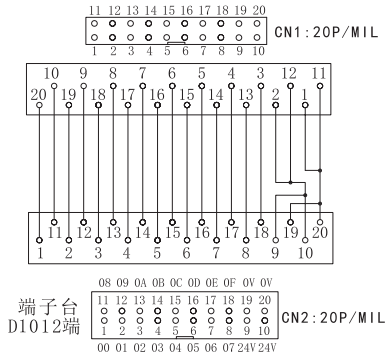 11 12 13 14 15 16 17 18 19 20
1 2 3 4 5 6 7 8 9 10
CN1:20P/MIL
10 9 8 7 6 5 4 3 12 11
20 19 18 17 16 15 14 13 2 1
11 12 13 14 15 16 17 18 19 20
1 2 3 4 5 6 7 8 9 10
08 09 0A 0B 0C 0D 0E 0F 0V 0V
11 12 13 14 15 16 17 18 19 20
1 2 3 4 5 6 7 8 9 10
00 01 02 03 04 05 06 07 24V 24V
端子台
D1012端
CN2:20P/MIL